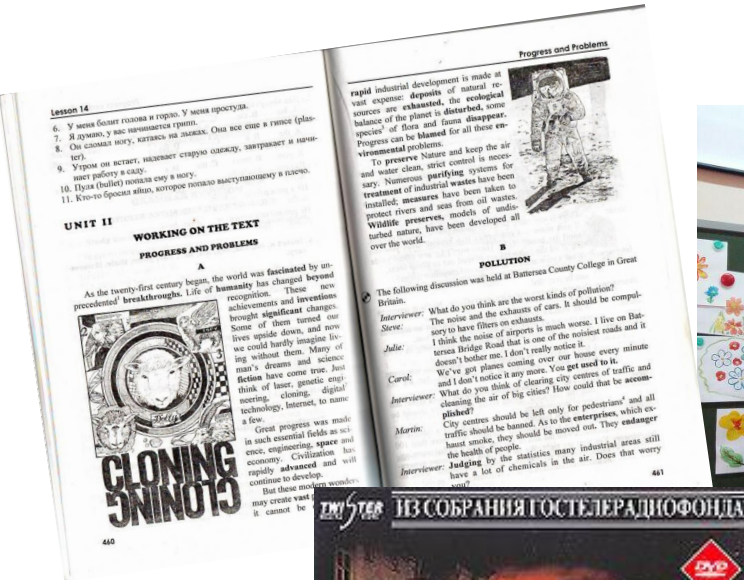 Lesson 14
6. У меня болит голова и горло. У меня простуда.
7. Я думаю, у вас начинается грипп.
8. Он сломал ногу, катаясь на лыжах. Она все еще в гипсе (plas-
ter).
9. Утром он встает, надевает старую одежду, завтракает и начи-
нает работу в саду.
10. Пуля (bullet) попала ему в ногу.
11. Кто-то бросил яйцо, которое попало выступающему в плечо.
UNIT II
WORKING ON THE TEXT
PROGRESS AND PROBLEMS
A
As the twenty-first century began, the world was fascinated by un-
precedented¹ breakthroughs. Life of humanity has changed beyond
recognition. These new
achievements and inventions
brought significant changes.
Some of them turned our
lives upside down, and now
we could hardly imagine liv-
ing without them. Many of
man's dreams and science
fiction have come true. Just
think of laser, genetic engi-
neering, cloning, digital
technology, Internet, to name
a few.
Great progress was made
in such essential fields as sci-
ence, engineering, space and
economy. Civilization has
rapidly advanced and will
continue to develop.
But these modern wonders
may create vast
it cannot be
Dolly
CLONING
CLONING
460
Progress and Problems
rapid industrial development is made at
vast expense: deposits of natural re-
sources are exhausted, the ecological
balance of the planet is disturbed, some
species³ of flora and fauna disappear.
Progress can be blamed for all these en-
vironmental problems.
To preserve Nature and keep the air
and water clean, strict control is neces-
sary. Numerous purifying systems for
treatment of industrial wastes have been
installed; measures have been taken to
protect rivers and seas from oil wastes.
Wildlife preserves, models of undis-
turbed nature, have been developed all
over the world.
B
POLLUTION
The following discussion was held at Battersea County College in Great
Britain.
Interviewer: What do you think are the worst kinds of pollution?
Steve: The noise and the exhausts of cars. It should be compul-
sory to have filters on exhausts.
Julie: I think the noise of airports is much worse. I live on Bat-
tersea Bridge Road that is one of the noisiest roads and it
doesn't bother me. I don't really notice it.
Carol: We've got planes coming over our house every minute
and I don't notice it any more. You get used to it.
Interviewer: What do you think of clearing city centres of traffic and
cleaning the air of big cities? How could that be accom-
plished?
Martin: City centres should be left only for pedestrians⁴ and all
traffic should be banned. As to the enterprises, which ex-
haust smoke, they should be moved out. They endanger
the health of people.
Interviewer: Judging by the statistics many industrial areas still
have a lot of chemicals in the air. Does that worry
you?
461
TWISTER ИЗ СОБРАНИЯ ГОСТЕЛЕРАДИОФОНДА
DVD